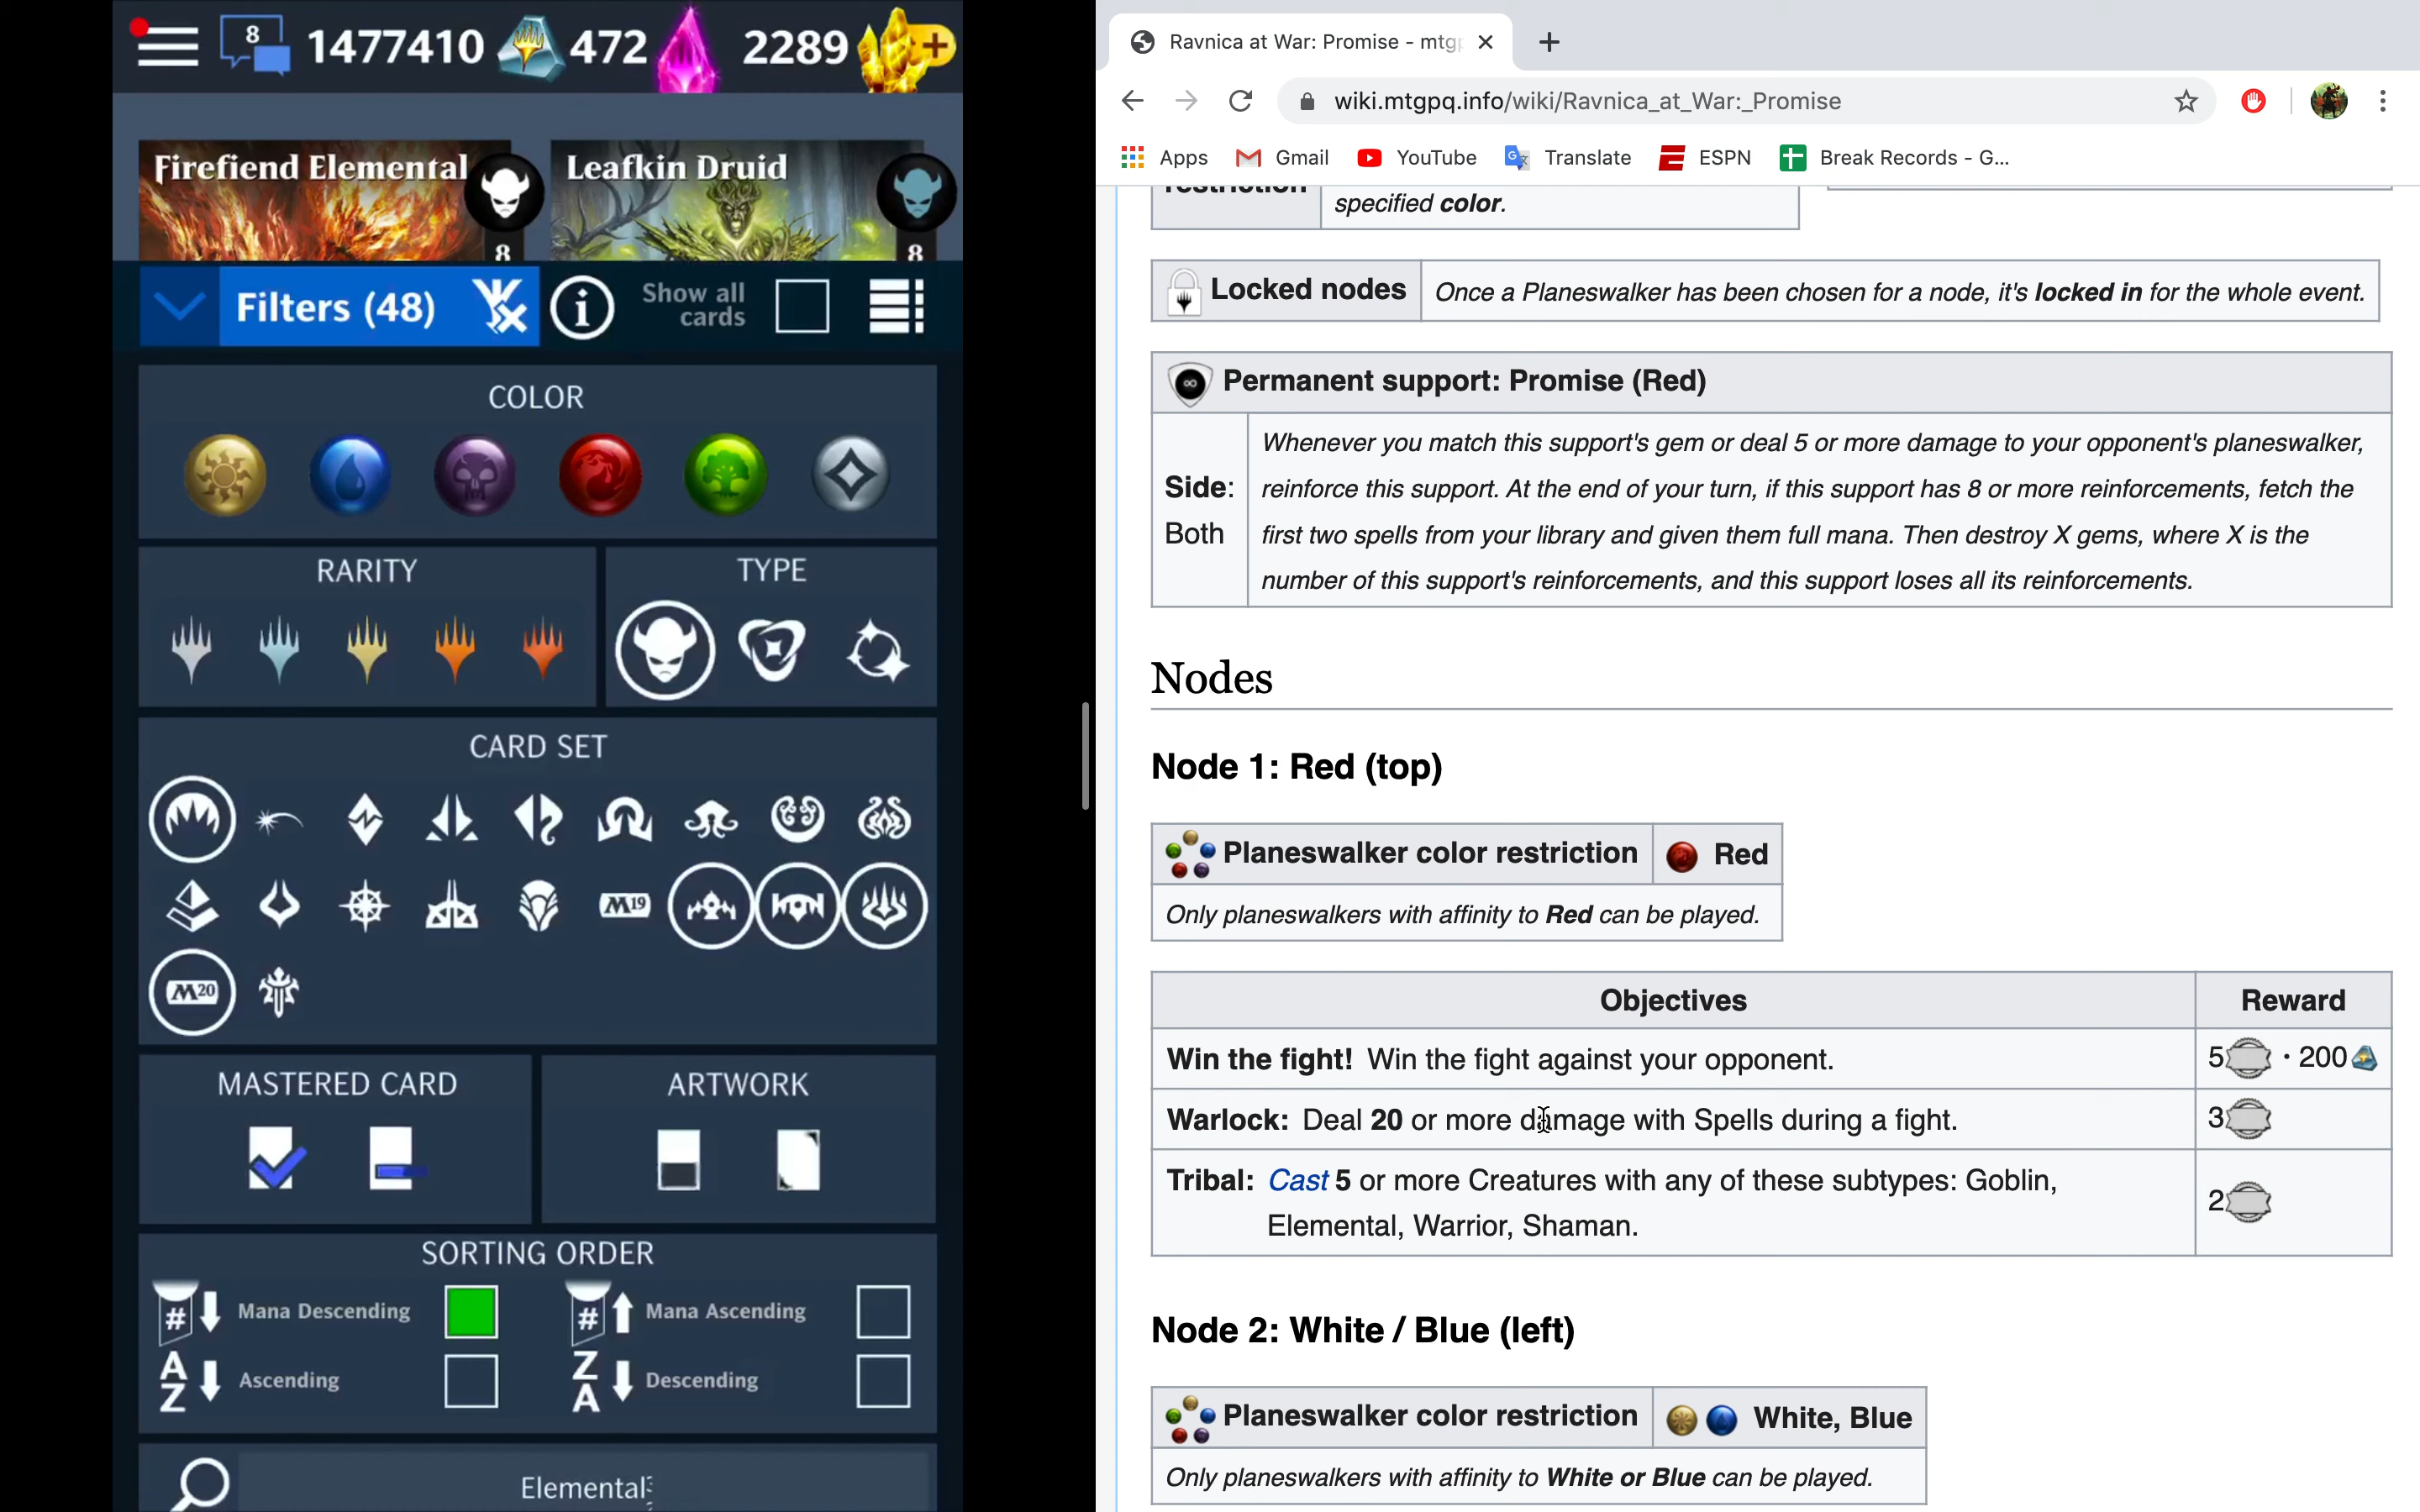 8 1477410 472 2289
Firefiend Elemental
8
Leafkin Druid
8
Filters (48)
Show all
cards
COLOR
RARITY
TYPE
CARD SET
M19
M20
MASTERED CARD
ARTWORK
SORTING ORDER
# Mana Descending
# Mana Ascending
A
Z
Ascending
Z
A
Descending
Elemental
Ravnica at War: Promise - mtgp
wiki.mtgpq.info/wiki/Ravnica_at_War:_Promise
Apps Gmail YouTube Translate ESPN Break Records - G...
restriction
specified color.
Locked nodes Once a Planeswalker has been chosen for a node, it's locked in for the whole event.
Permanent support: Promise (Red)
Side:
Both
Whenever you match this support's gem or deal 5 or more damage to your opponent's planeswalker,
reinforce this support. At the end of your turn, if this support has 8 or more reinforcements, fetch the
first two spells from your library and given them full mana. Then destroy X gems, where X is the
number of this support's reinforcements, and this support loses all its reinforcements.
Nodes
Node 1: Red (top)
Planeswalker color restriction Red
Only planeswalkers with affinity to Red can be played.
Objectives Reward
Win the fight! Win the fight against your opponent. 5 · 200
Warlock: Deal 20 or more damage with Spells during a fight. 3
Tribal: Cast 5 or more Creatures with any of these subtypes: Goblin,
Elemental, Warrior, Shaman.
2
Node 2: White / Blue (left)
Planeswalker color restriction White, Blue
Only planeswalkers with affinity to White or Blue can be played.